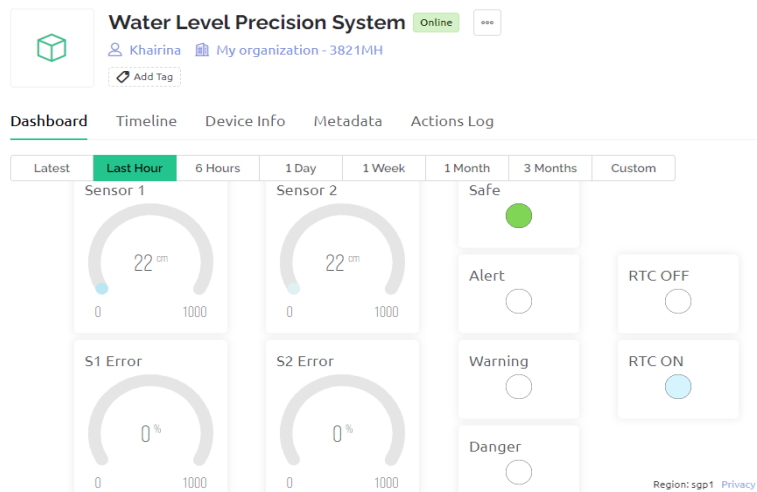 Water Level Precision System Online
Khairina My organization - 3821MH
Add Tag
Dashboard Timeline Device Info Metadata Actions Log
Latest Last Hour 6 Hours 1 Day 1 Week 1 Month 3 Months Custom
Sensor 1 Sensor 2 Safe
22 cm 22 cm
Alert RTC OFF
0 1000 0 1000
S1 Error S2 Error Warning RTC ON
0 % 0 %
Danger
0 1000 0 1000
Region: sgp1 Privacy